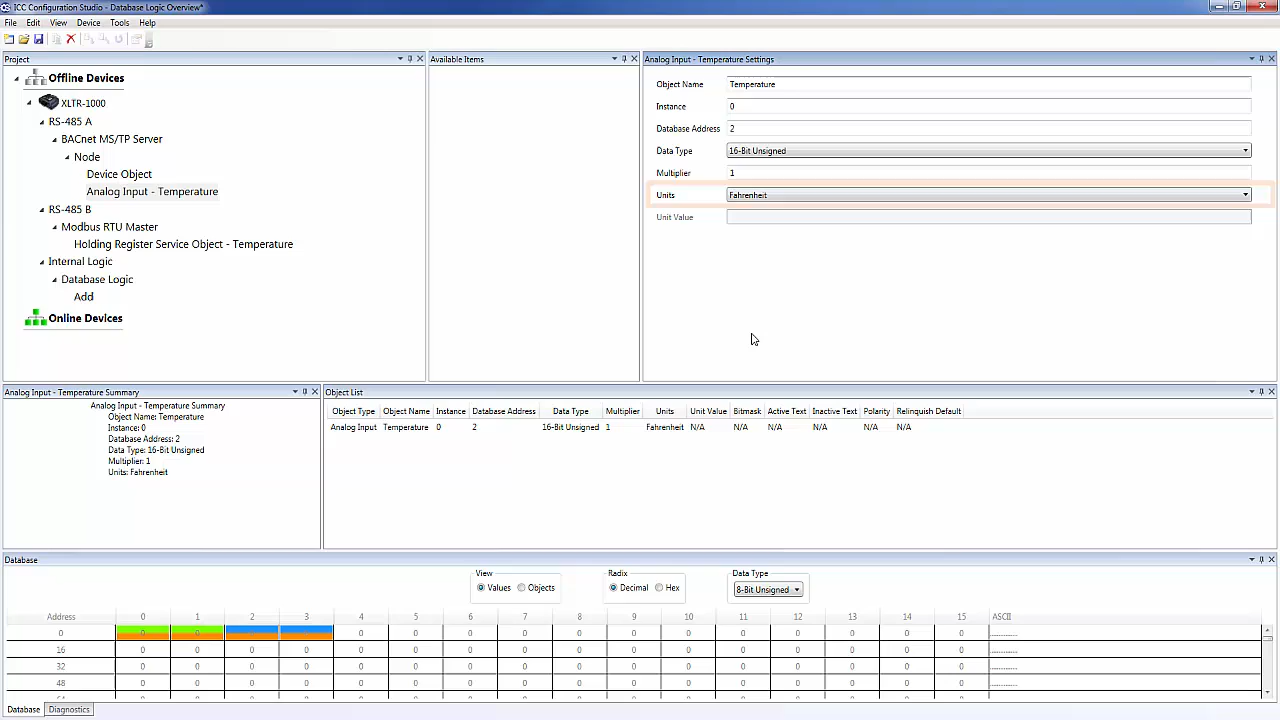 ICC Configuration Studio - Database Logic Overview*
File Edit View Device Tools Help
Project
Offline Devices
XLTR-1000
RS-485 A
BACnet MS/TP Server
Node
Device Object
Analog Input - Temperature
RS-485 B
Modbus RTU Master
Holding Register Service Object - Temperature
Internal Logic
Database Logic
Add
Online Devices
Available Items
Analog Input - Temperature Settings
Object Name Temperature
Instance 0
Database Address 2
Data Type 16-Bit Unsigned
Multiplier 1
Units Fahrenheit
Unit Value
Analog Input - Temperature Summary
Analog Input - Temperature Summary
Object Name: Temperature
Instance: 0
Database Address: 2
Data Type: 16-Bit Unsigned
Multiplier: 1
Units: Fahrenheit
Object List
Object Type Object Name Instance Database Address Data Type Multiplier Units Unit Value Bitmask Active Text Inactive Text Polarity Relinquish Default
Analog Input Temperature 0 2 16-Bit Unsigned 1 Fahrenheit N/A N/A N/A N/A N/A N/A
Database
View Radix Data Type
Values Objects Decimal Hex 8-Bit Unsigned
Address 0 1 2 3 4 5 6 7 8 9 10 11 12 13 14 15 ASCII
0 0 0 0 0 0 0 0 0 0 0 0 0 0 0 ................
16 0 0 0 0 0 0 0 0 0 0 0 0 0 0 0 0 ................
32 0 0 0 0 0 0 0 0 0 0 0 0 0 0 0 0 ................
48 0 0 0 0 0 0 0 0 0 0 0 0 0 0 0 0 ................
Database Diagnostics